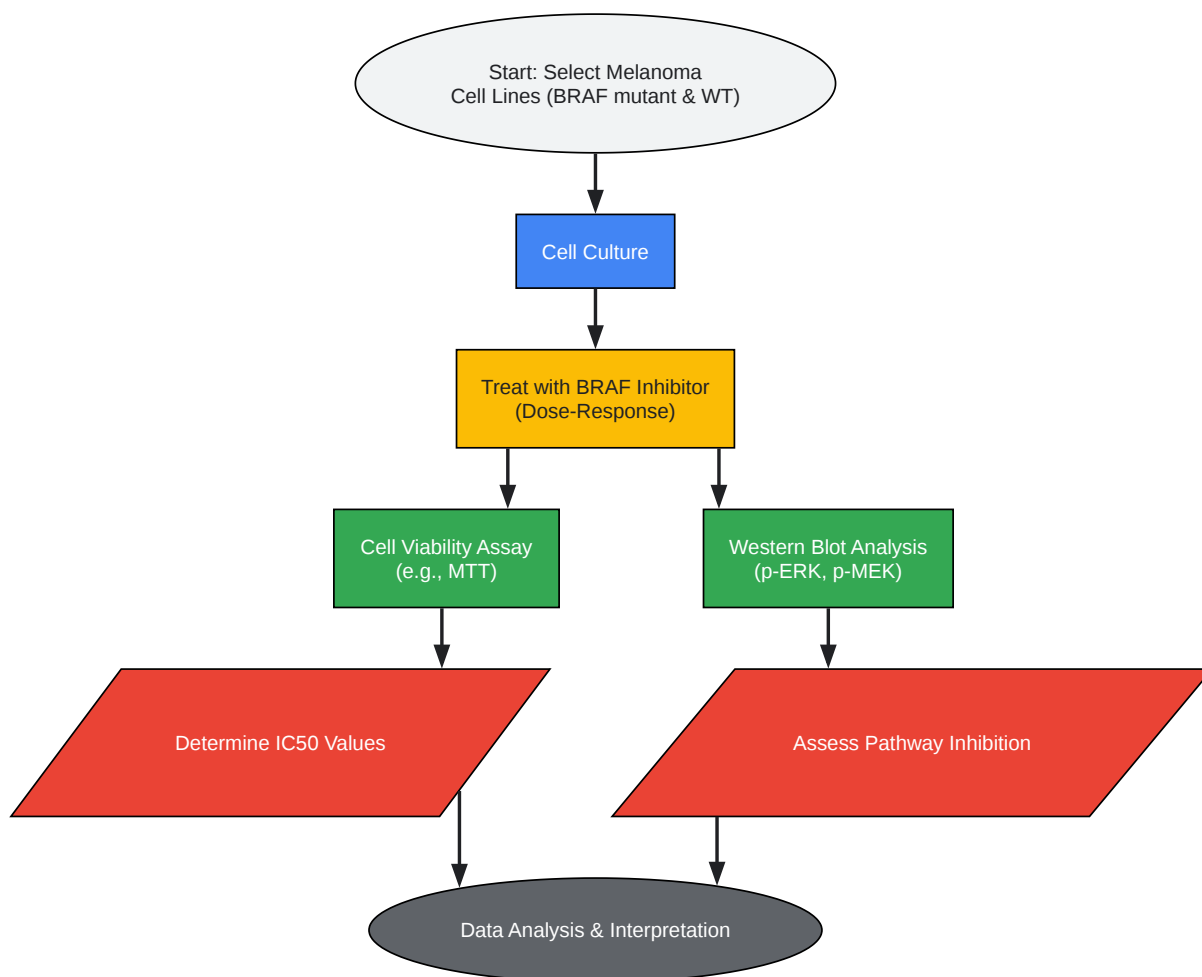 Start: Select Melanoma
Cell Lines (BRAF mutant & WT)
Cell Culture
Treat with BRAF Inhibitor
(Dose-Response)
Cell Viability Assay
(e.g., MTT)
Western Blot Analysis
(p-ERK, p-MEK)
Determine IC50 Values
Assess Pathway Inhibition
Data Analysis & Interpretation